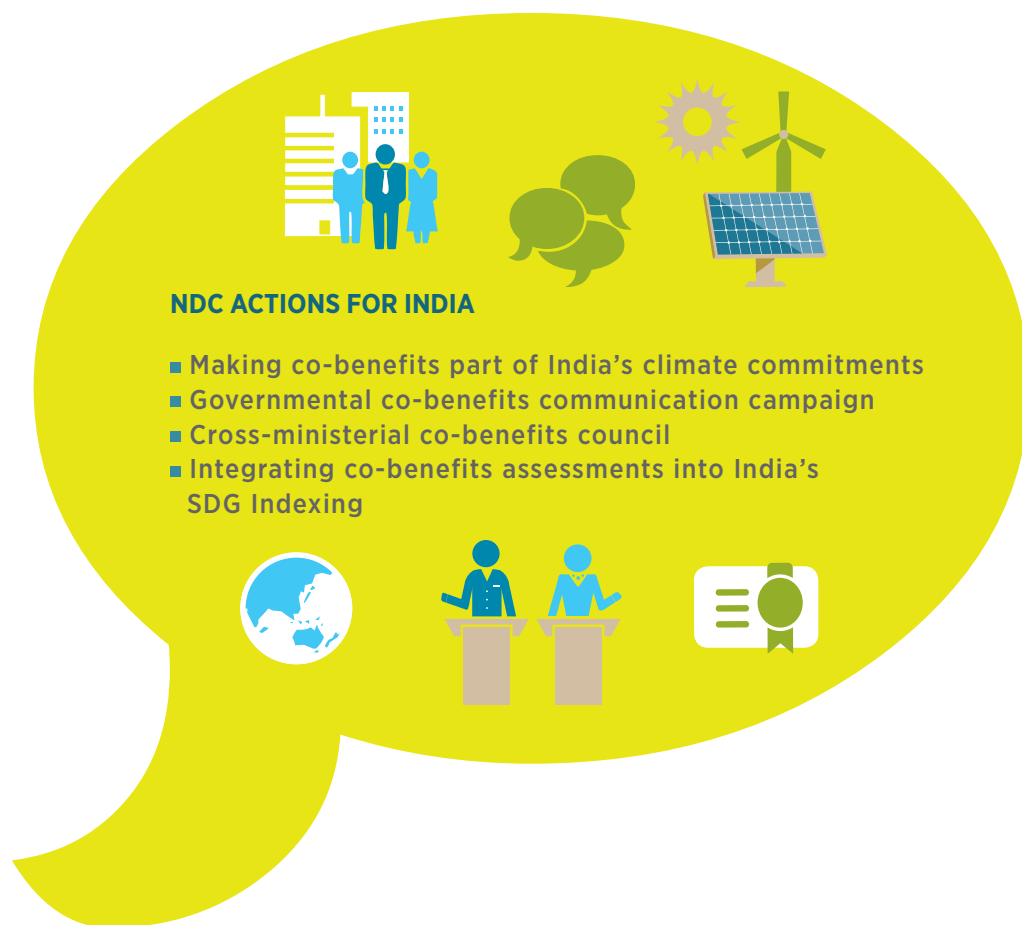 NDC ACTIONS FOR INDIA
■ Making co-benefits part of India’s climate commitments
■ Governmental co-benefits communication campaign
■ Cross-ministerial co-benefits council
■ Integrating co-benefits assessments into India’s
SDG Indexing